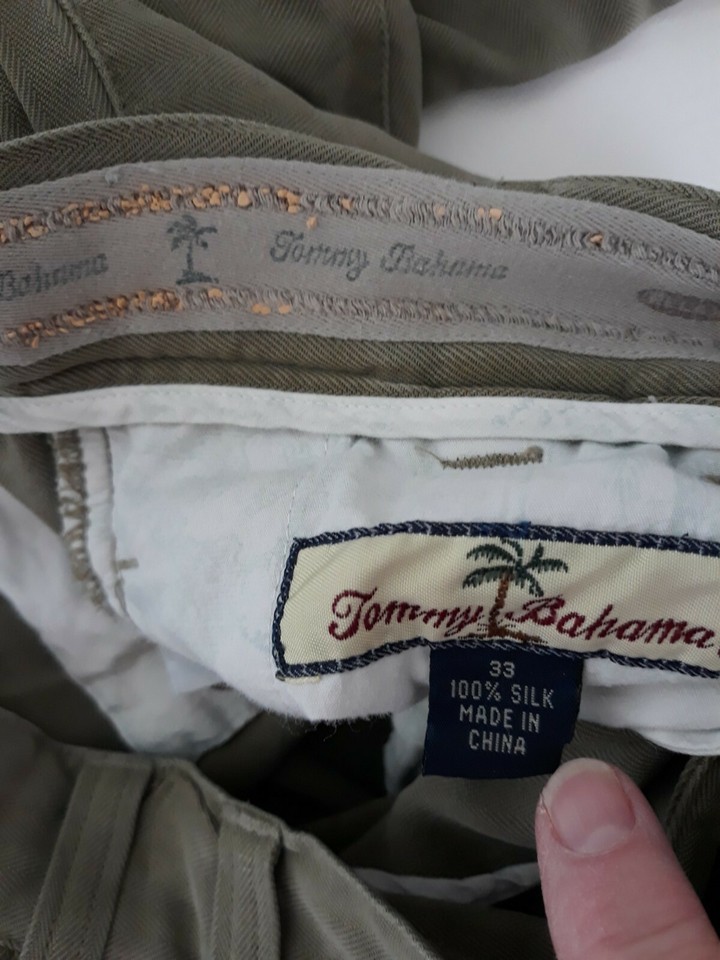 Bahama Tommy Bahama
Tommy Bahama
33
100% SILK
MADE IN
CHINA